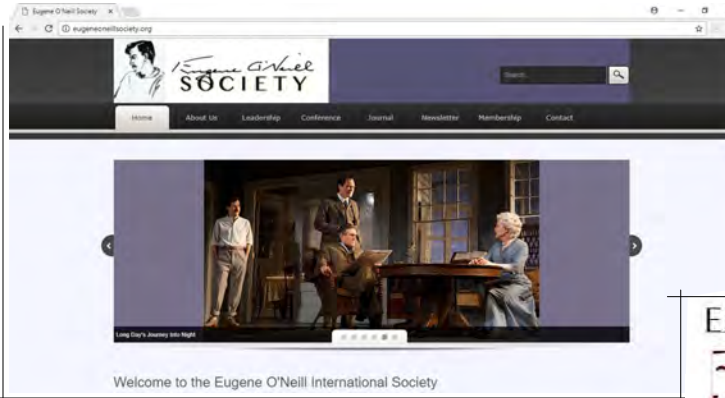 Eugene O'Neill Society
eugeneoneillsociety.org
Eugene O'Neill
SOCIETY
Search...
Home About Us Leadership Conference Journal Newsletter Membership Contact
Long Day's Journey Into Night
Welcome to the Eugene O'Neill International Society